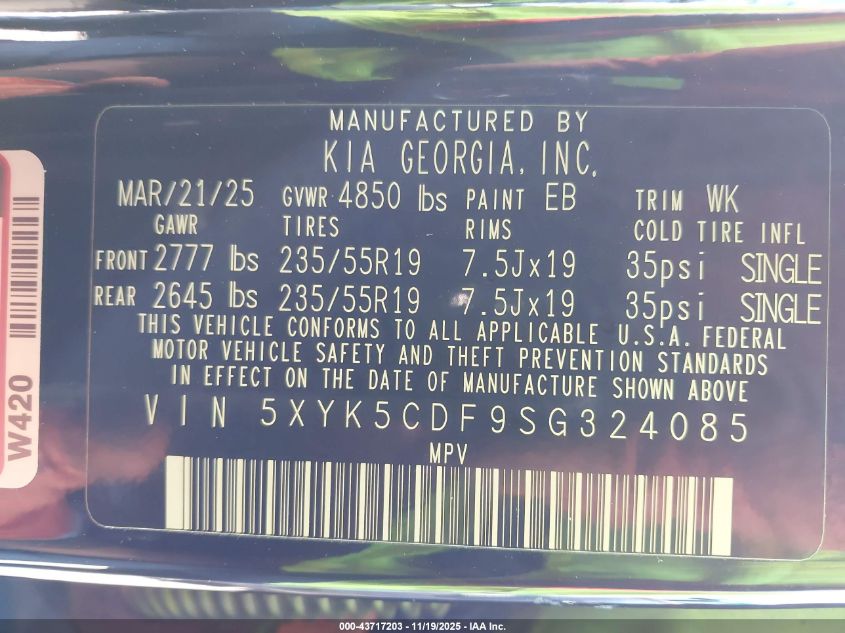 MANUFACTURED BY
KIA GEORGIA, INC.
MAR/21/25 GVWR 4850 lbs PAINT EB TRIM WK
GAWR TIRES RIMS COLD TIRE INFL
FRONT 2777 lbs 235/55R19 7.5Jx19 35psi SINGLE
REAR 2645 lbs 235/55R19 7.5Jx19 35psi SINGLE
THIS VEHICLE CONFORMS TO ALL APPLICABLE U.S.A. FEDERAL
MOTOR VEHICLE SAFETY AND THEFT PREVENTION STANDARDS
IN EFFECT ON THE DATE OF MANUFACTURE SHOWN ABOVE
VIN 5XYK5CDF9SG324085
MPV
W420
000-43717203 - 11/19/2025 - IAA Inc.